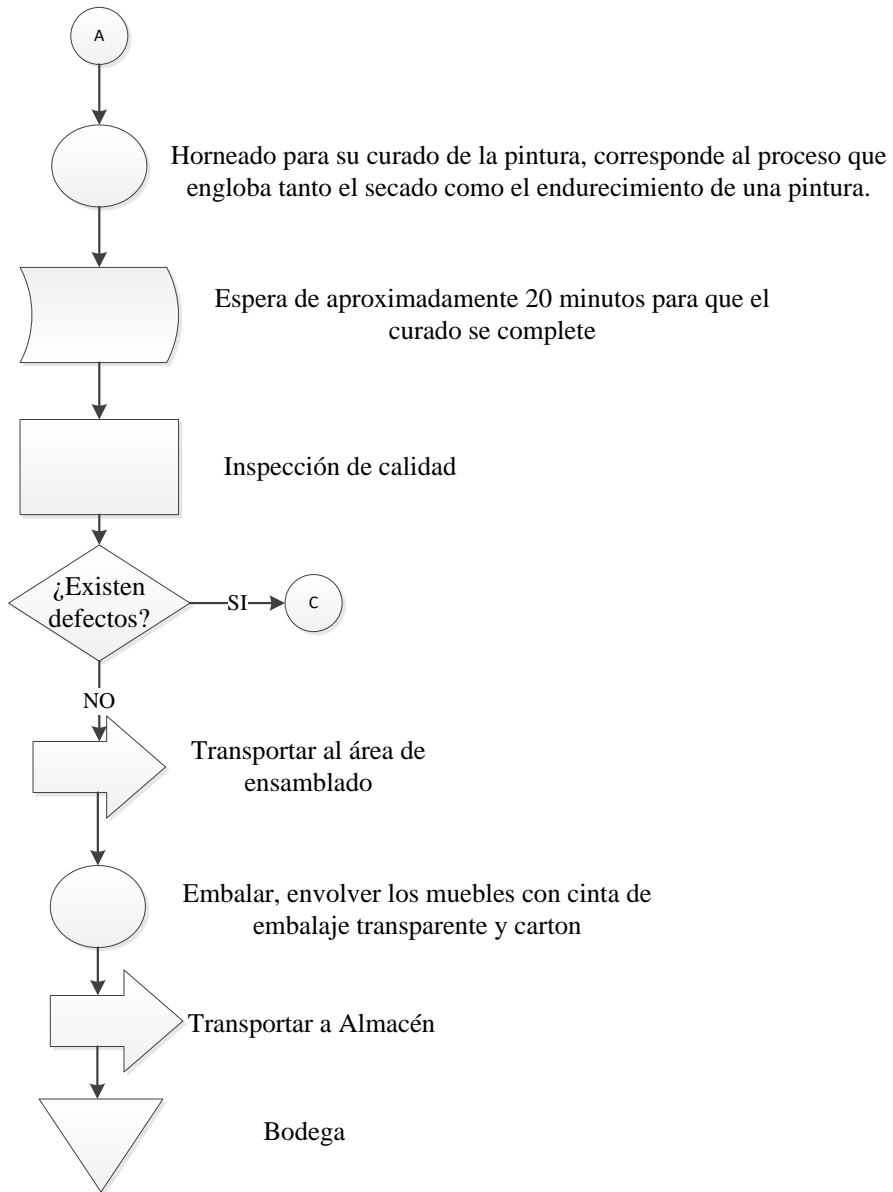 A
Horneado para su curado de la pintura, corresponde al proceso que
engloba tanto el secado como el endurecimiento de una pintura.
Espera de aproximadamente 20 minutos para que el
curado se complete
Inspección de calidad
¿Existen
defectos?
SI
C
NO
Transportar al área de
ensamblado
Embalar, envolver los muebles con cinta de
embalaje transparente y carton
Transportar a Almacén
Bodega